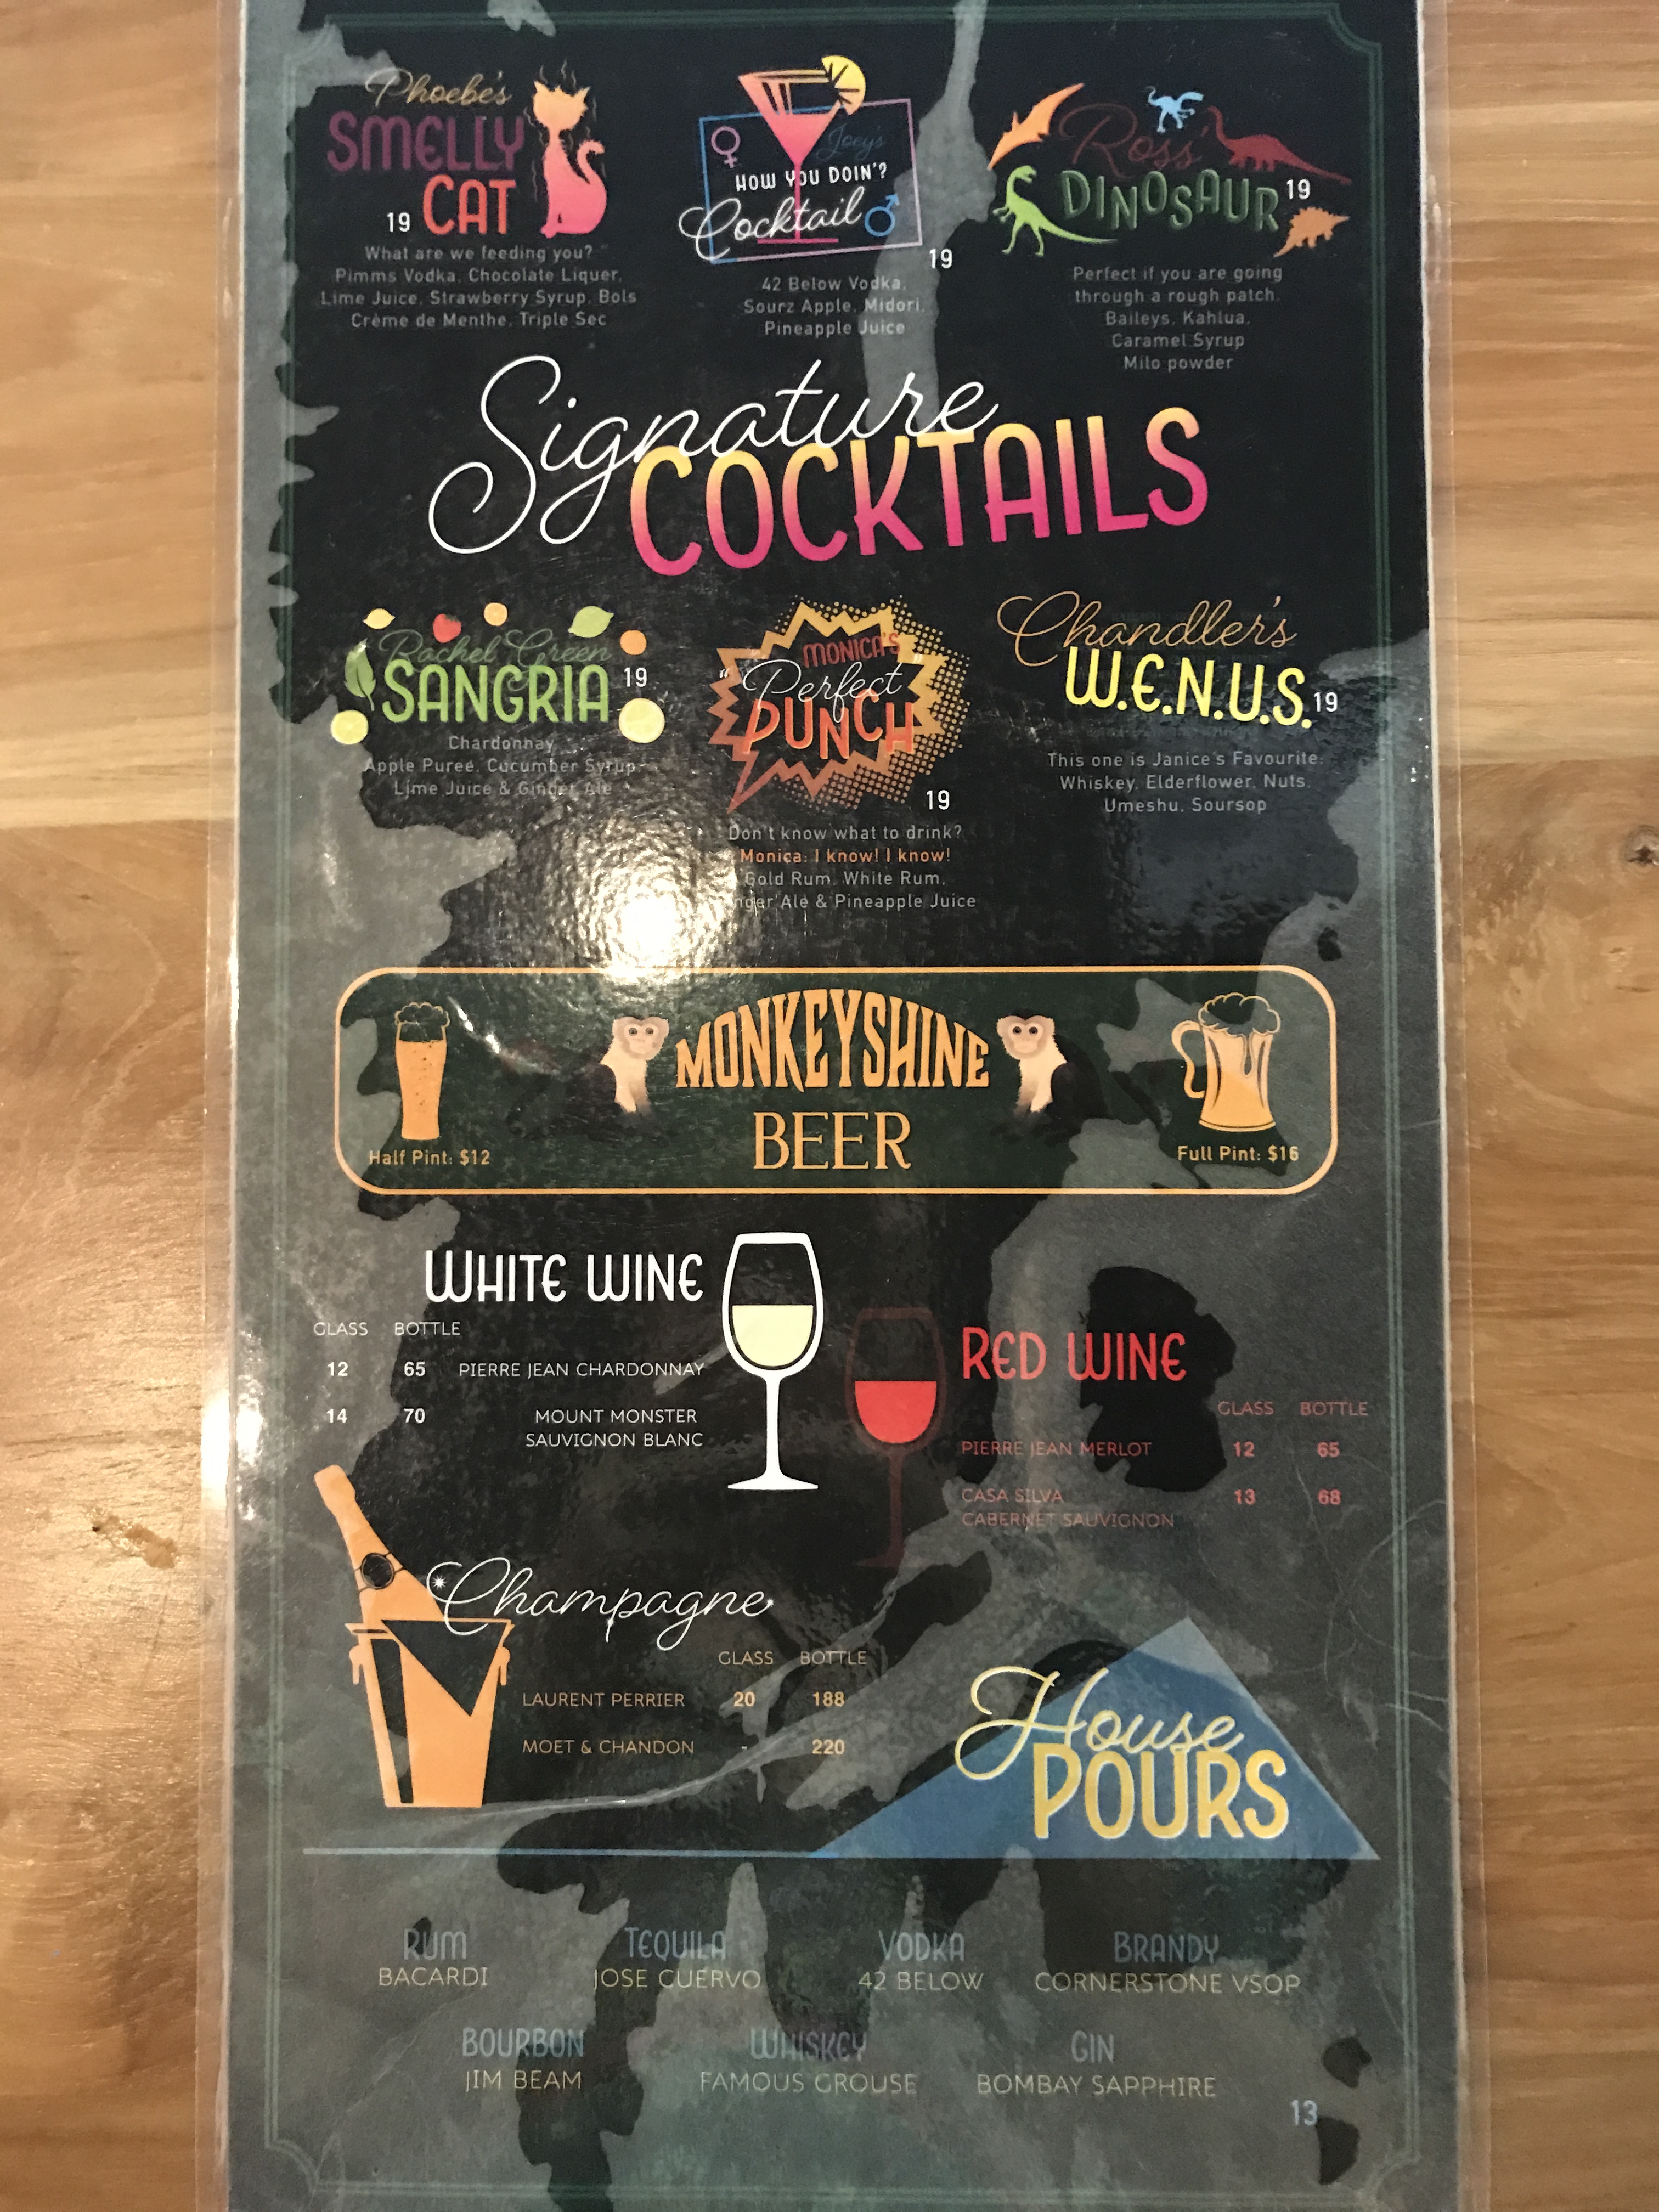 Phoebe's
SMELLY
CAT
19
What are we feeding you?
Pimms Vodka, Chocolate Liquer,
Lime Juice, Strawberry Syrup, Bols
Crème de Menthe, Triple Sec
Joey's
HOW YOU DOIN'?
Cocktail
19
42 Below Vodka,
Sourz Apple, Midori,
Pineapple Juice
Ross'
DINOSAUR
19
Perfect if you are going
through a rough patch.
Baileys, Kahlua,
Caramel Syrup
Milo powder
Signature
COCKTAILS
Rachel Green
SANGRIA
19
Chardonnay,
Apple Puree, Cucumber Syrup
Lime Juice & Ginger Ale
MONICA'S
"Perfect"
PUNCH
19
Don't know what to drink?
Monica: I know! I know!
Gold Rum, White Rum,
Ale & Pineapple Juice
Chandler's
W.E.N.U.S.
19
This one is Janice's Favourite:
Whiskey, Elderflower, Nuts,
Umeshu, Soursop
MONKEYSHINE
BEER
Half Pint: $12
Full Pint: $16
WHITE WINE
GLASS BOTTLE
12 65 PIERRE JEAN CHARDONNAY
14 70 MOUNT MONSTER
SAUVIGNON BLANC
RED WINE
GLASS BOTTLE
PIERRE JEAN MERLOT 12 65
CASA SILVA 13 68
CABERNET SAUVIGNON
Champagne
GLASS BOTTLE
LAURENT PERRIER 20 188
MOET & CHANDON - 220
House
POURS
RUM TEQUILA VODKA BRANDY
BACARDI JOSE CUERVO 42 BELOW CORNERSTONE VSOP
BOURBON WHISKEY GIN
JIM BEAM FAMOUS GROUSE BOMBAY SAPPHIRE
13